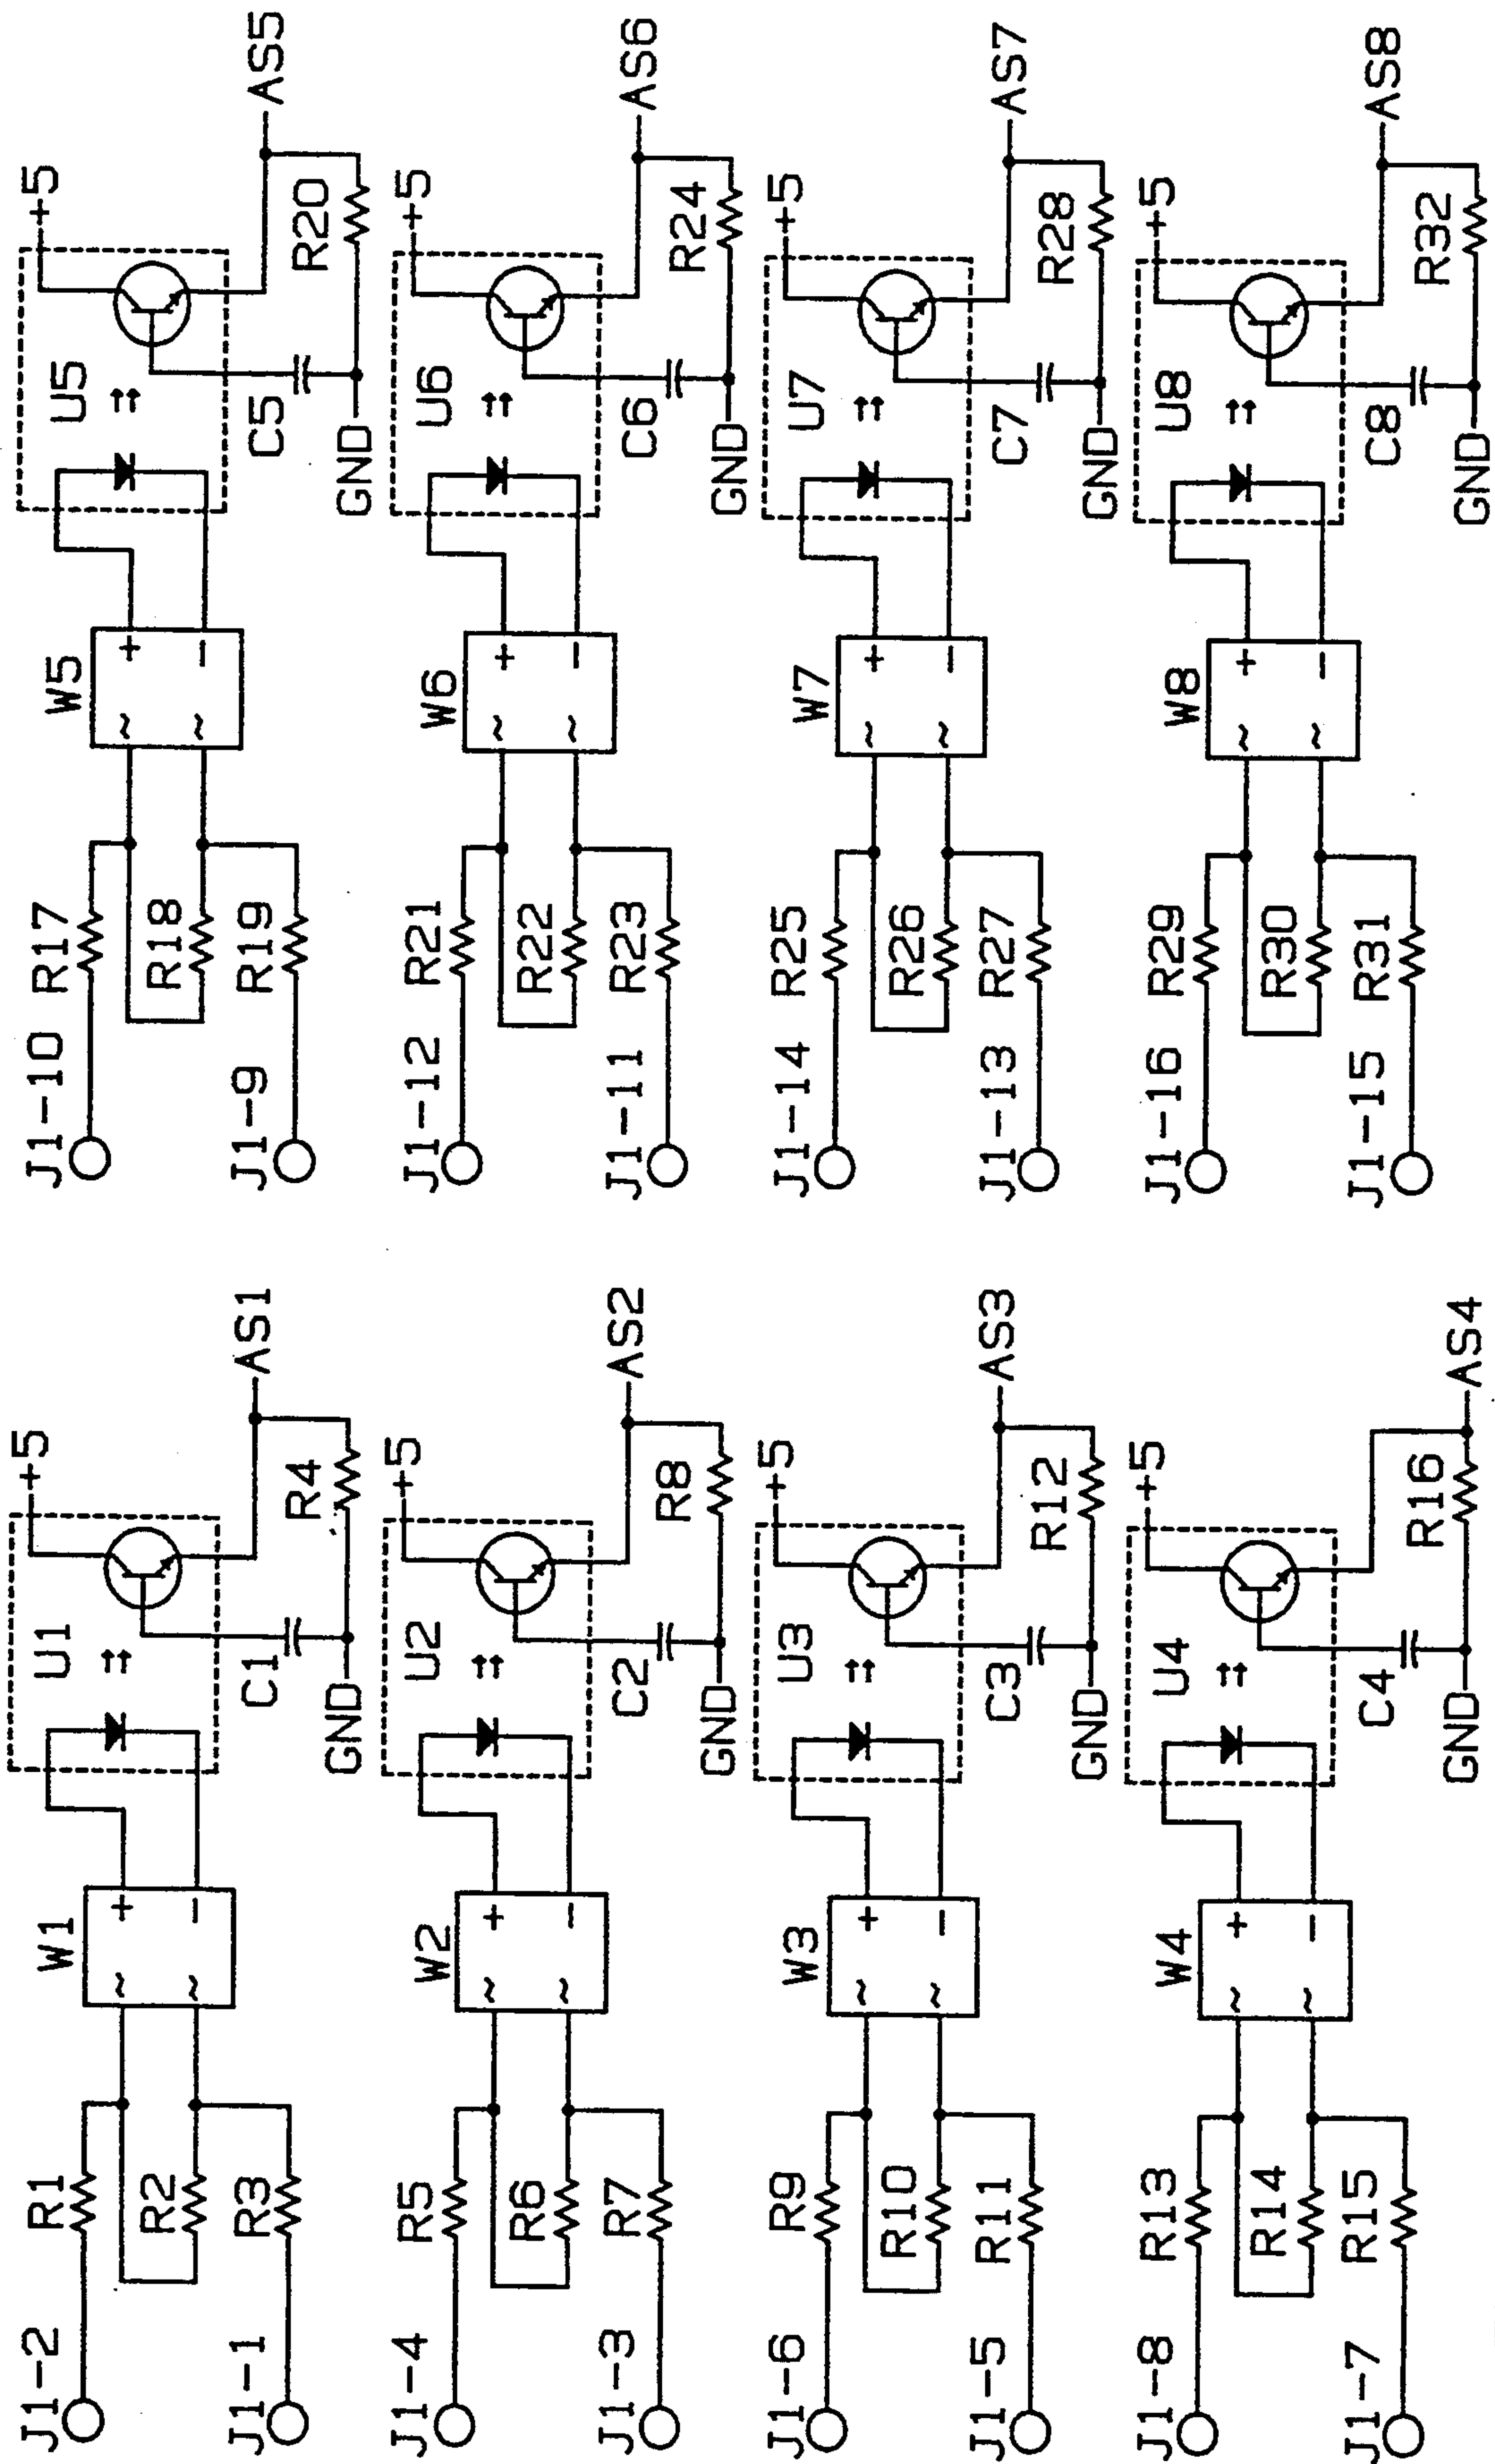 J1-2
R1
R2
J1-1
R3
W1
~ +
~ −
U1
+5
C1
GND
R4
AS1
J1-4
R5
R6
J1-3
R7
W2
~ +
~ −
U2
+5
C2
GND
R8
AS2
J1-6
R9
R10
J1-5
R11
W3
~ +
~ −
U3
+5
C3
GND
R12
AS3
J1-8
R13
R14
J1-7
R15
W4
~ +
~ −
U4
+5
C4
GND
R16
AS4
J1-10
R17
R18
J1-9
R19
W5
~ +
~ −
U5
+5
C5
GND
R20
AS5
J1-12
R21
R22
J1-11
R23
W6
~ +
~ −
U6
+5
C6
GND
R24
AS6
J1-14
R25
R26
J1-13
R27
W7
~ +
~ −
U7
+5
C7
GND
R28
AS7
J1-16
R29
R30
J1-15
R31
W8
~ +
~ −
U8
+5
C8
GND
R32
AS8